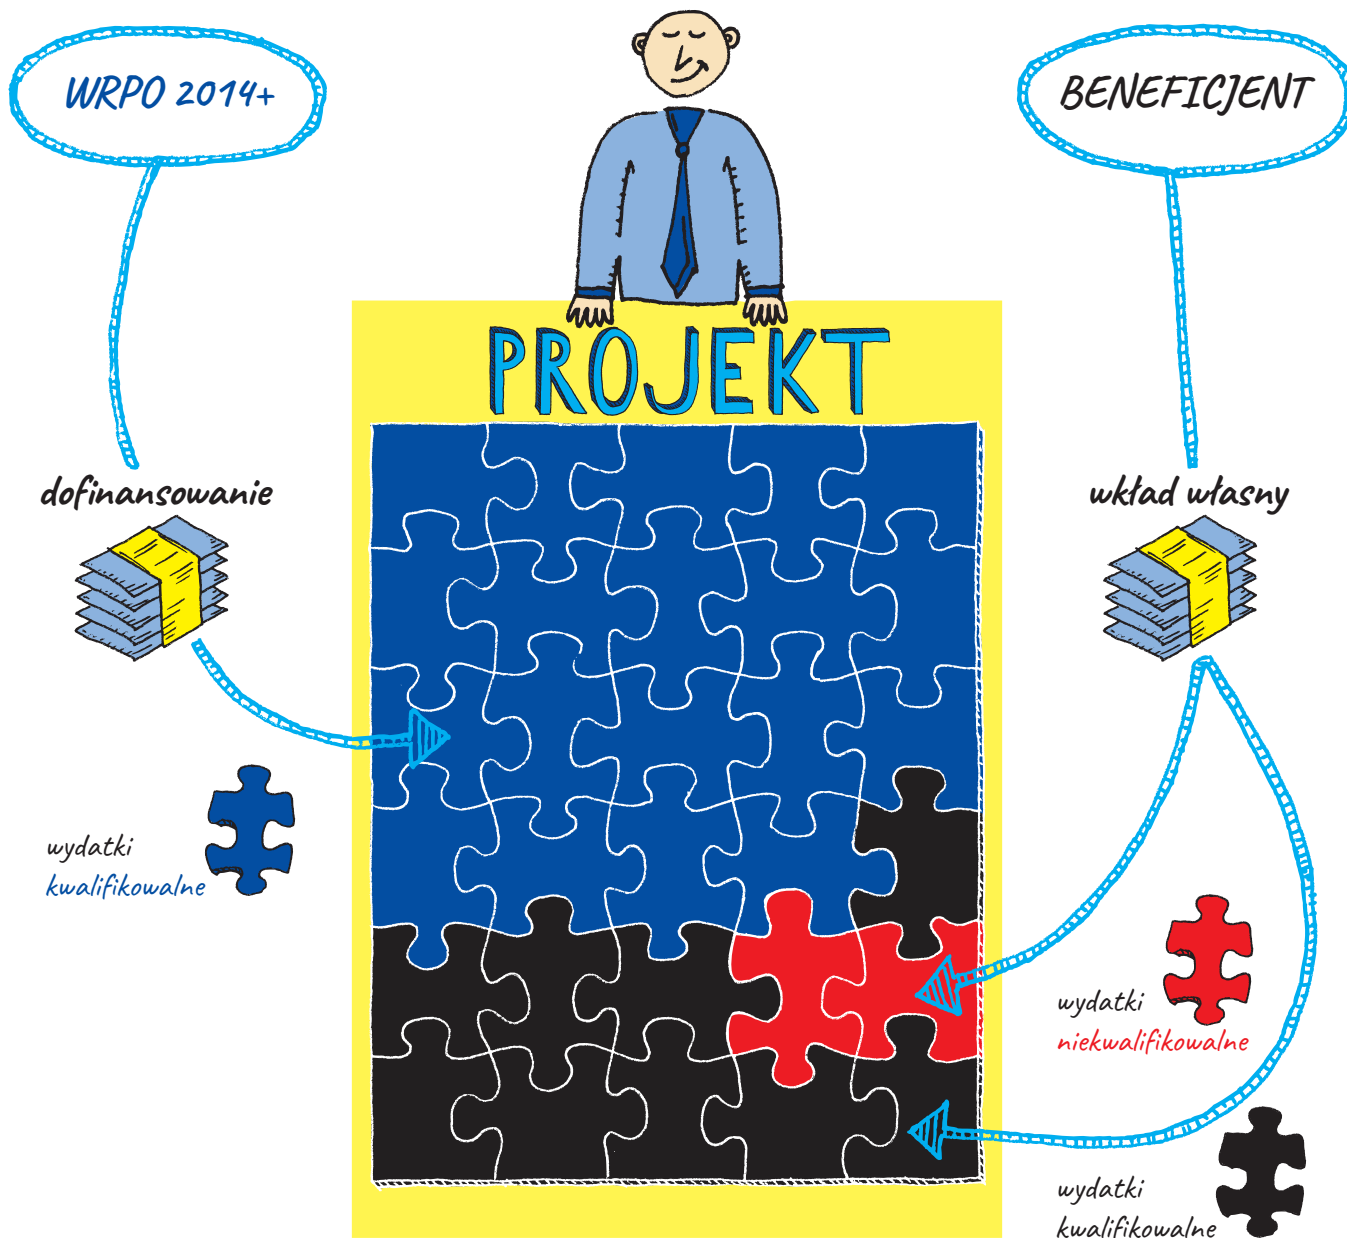 WRPO 2014+
BENEFICJENT
PROJEKT
dofinansowanie
wkład własny
wydatki
kwalifikowalne
wydatki
niekwalifikowalne
wydatki
kwalifikowalne